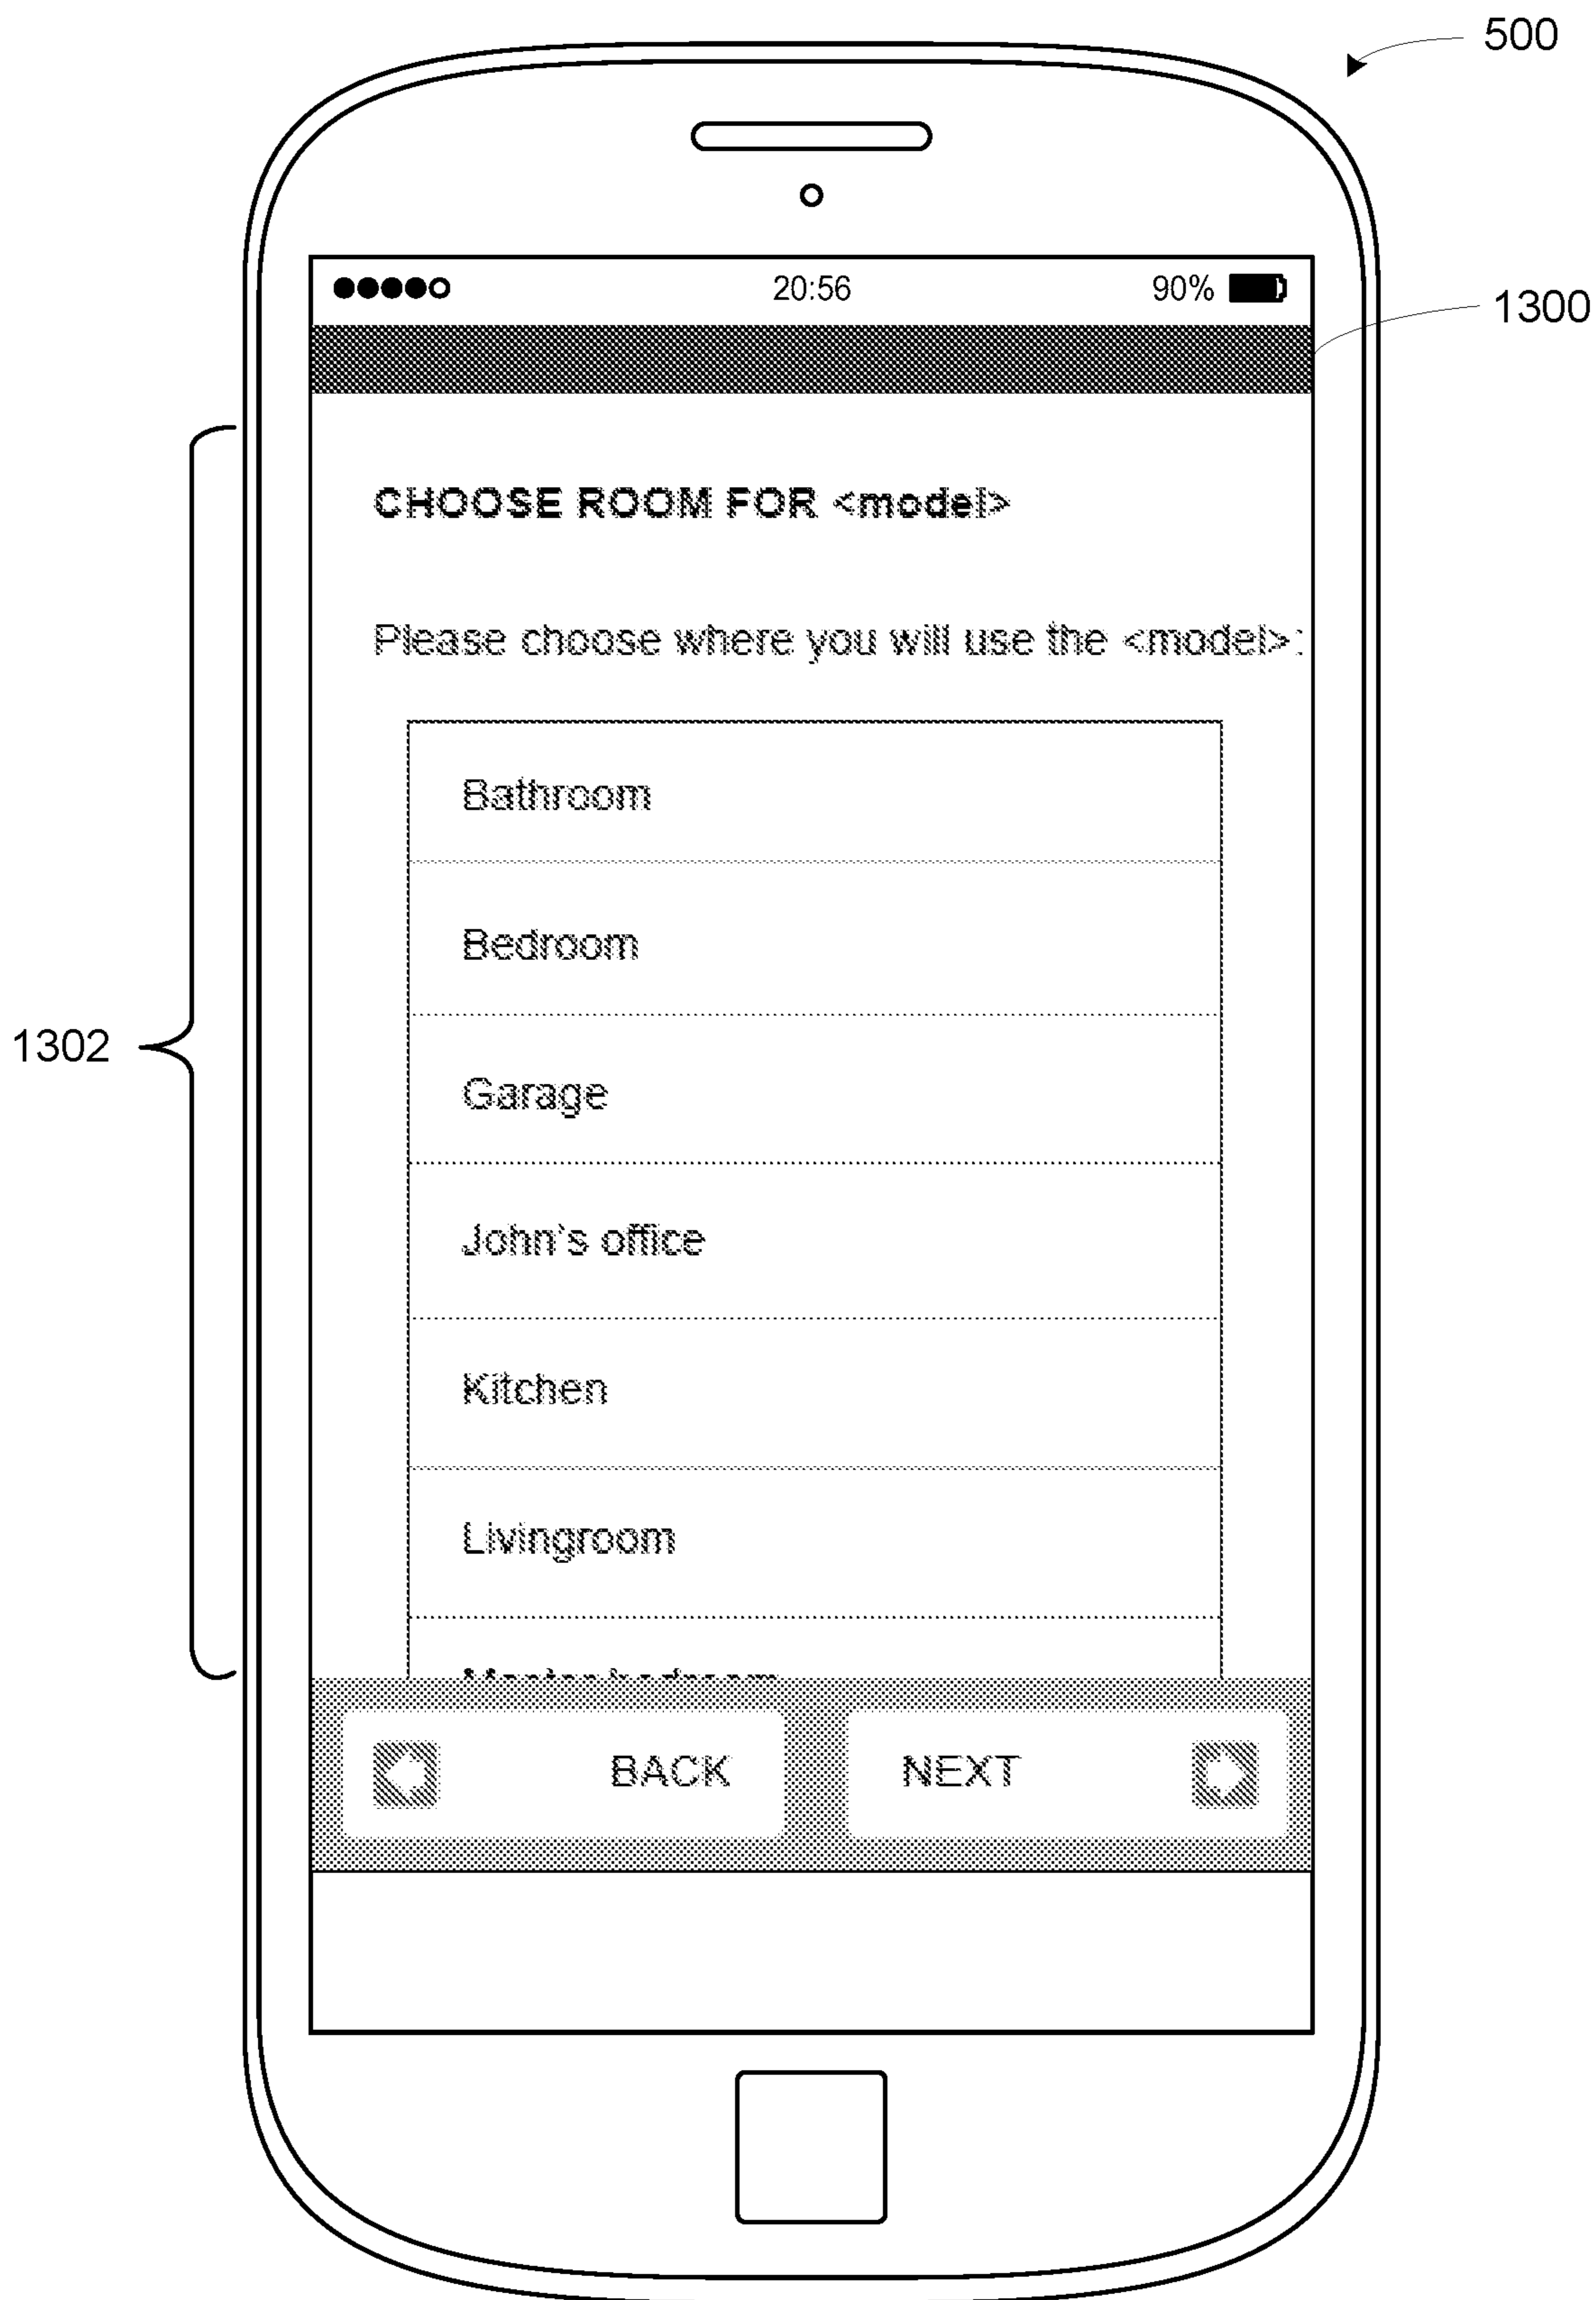 500
20:56 90%
1300
CHOOSE ROOM FOR <model>
Please choose where you will use the <model>:
Bathroom
Bedroom
Garage
1302
John's office
Kitchen
Livingroom
BACK NEXT